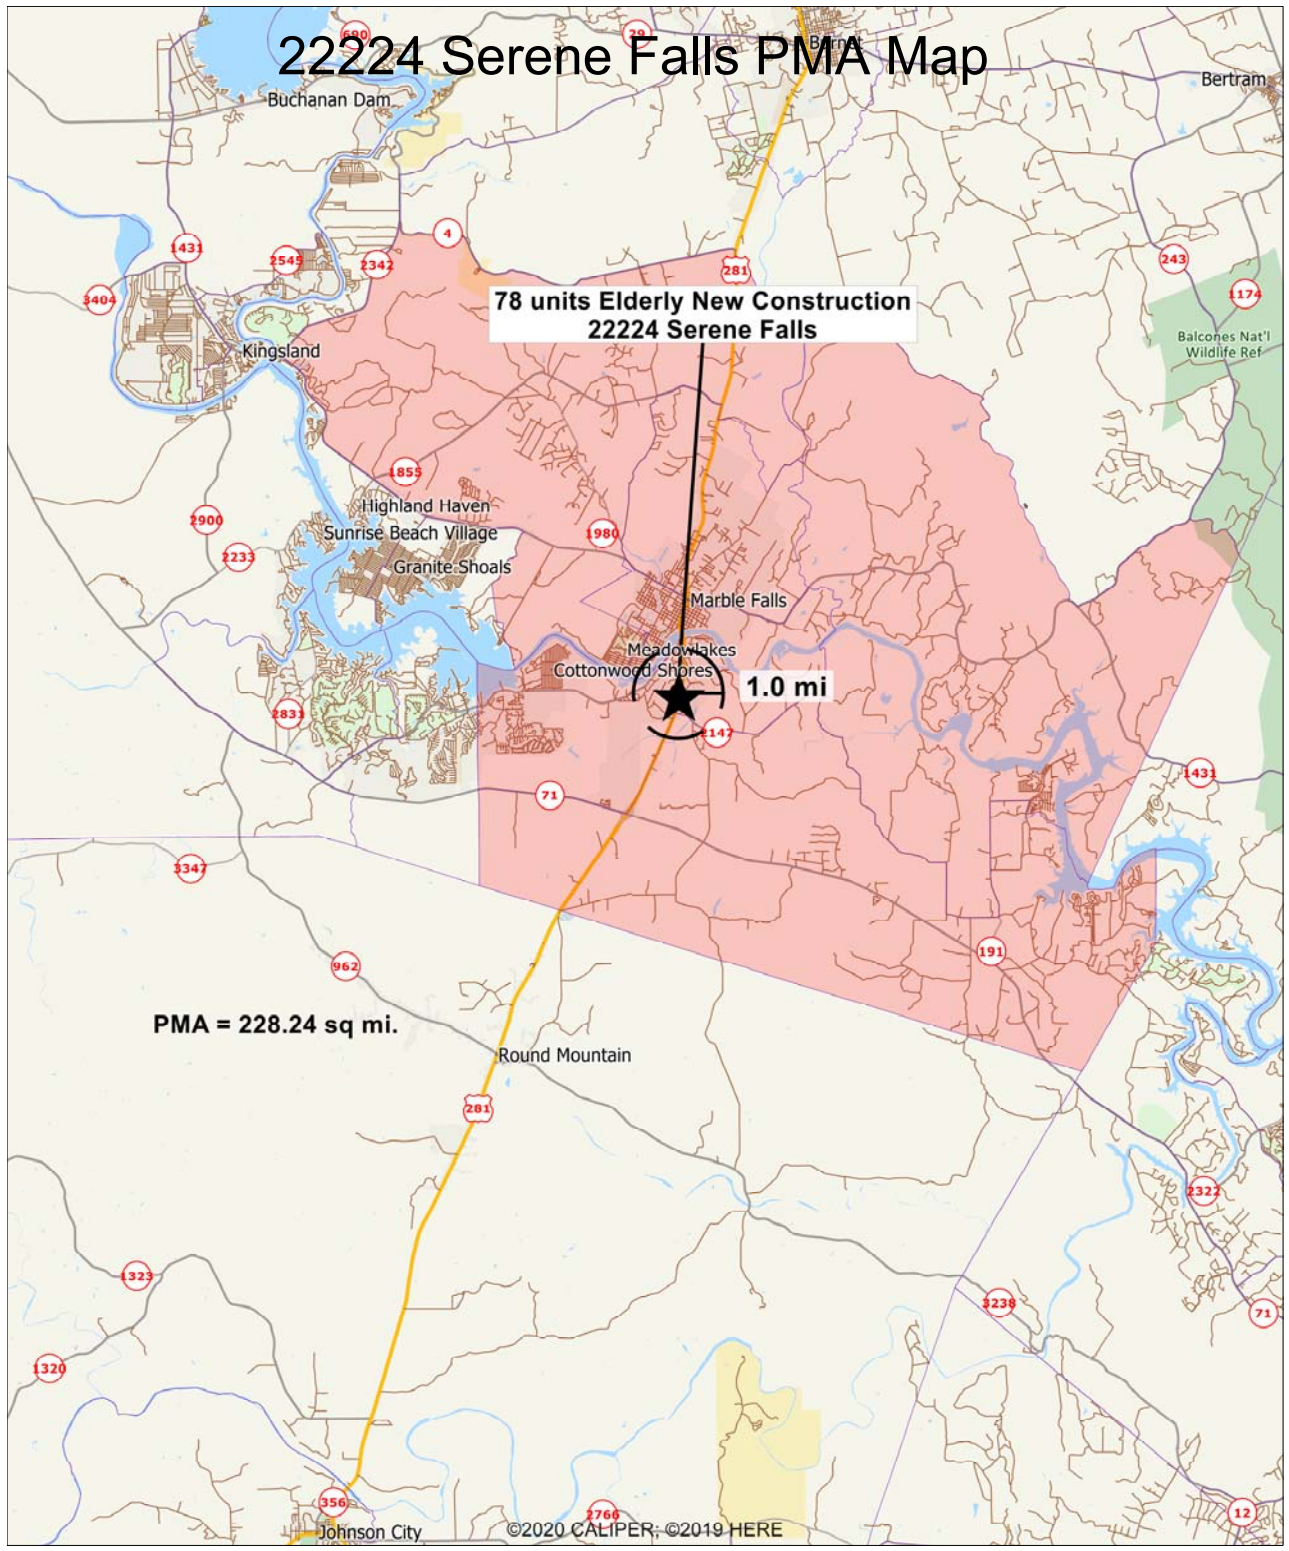 690
29
22224 Serene Falls PMA Map
Bertram
Buchanan Dam
4
1431
2545
2342
281
243
3404
1174
78 units Elderly New Construction
22224 Serene Falls
Balcones Nat'l
Wildlife Ref
Kingsland
1855
Highland Haven
2900
Sunrise Beach Village
1980
2233
Granite Shoals
Marble Falls
Meadowlakes
Cottonwood Shores
1.0 mi
2831
2147
1431
71
3347
191
962
PMA = 228.24 sq mi.
Round Mountain
281
2322
1323
3238
71
1320
356
2766
12
Johnson City
©2020 CALIPER; ©2019 HERE